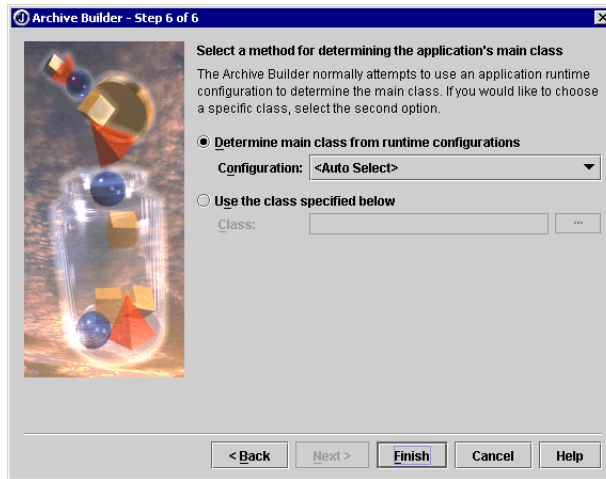 Archive Builder - Step 6 of 6
Select a method for determining the application's main class
The Archive Builder normally attempts to use an application runtime
configuration to determine the main class. If you would like to choose
a specific class, select the second option.
Determine main class from runtime configurations
Configuration: <Auto Select>
Use the class specified below
Class: ...
< Back Next > Finish Cancel Help